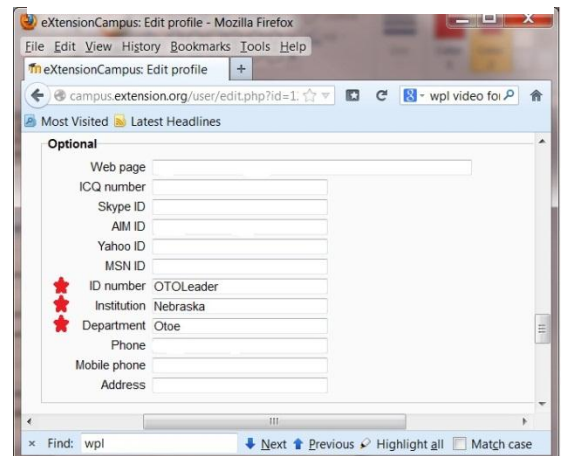 eXtensionCampus: Edit profile - Mozilla Firefox
File Edit View History Bookmarks Tools Help
eXtensionCampus: Edit profile +
campus.extension.org/user/edit.php?id=1 wpl video for
Most Visited Latest Headlines
Optional
Web page
ICQ number
Skype ID
AIM ID
Yahoo ID
MSN ID
ID number OTOLeader
Institution Nebraska
Department Otoe
Phone
Mobile phone
Address
× Find: wpl Next Previous Highlight all Match case